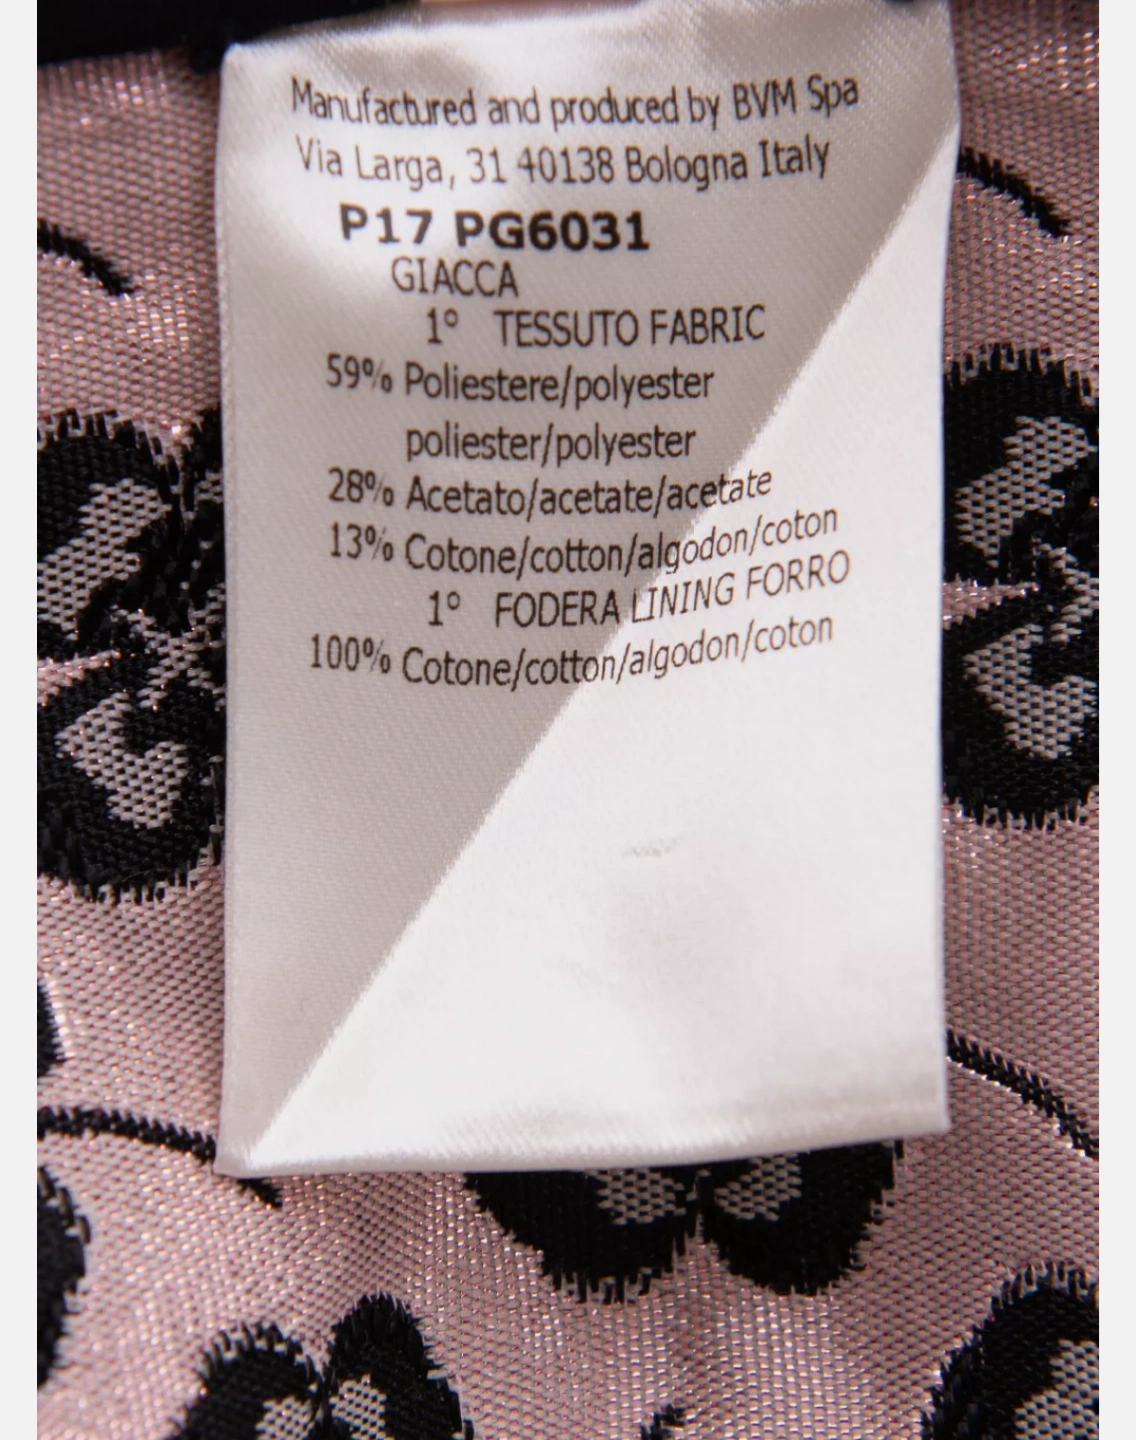 Manufactured and produced by BVM Spa
Via Larga, 31 40138 Bologna Italy
P17 PG6031
GIACCA
1° TESSUTO FABRIC
59% Poliestere/polyester
poliester/polyester
28% Acetato/acetate/acetate
13% Cotone/cotton/algodon/coton
1° FODERA LINING FORRO
100% Cotone/cotton/algodon/coton